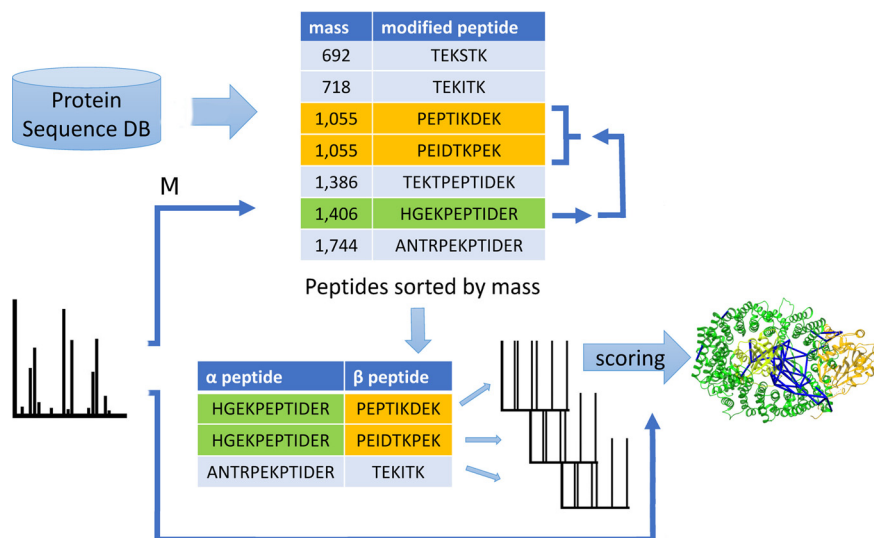 mass modified peptide
692 TEKSTK
718 TEKITK
1,055 PEPTIKDEK
1,055 PEIDTKPEK
1,386 TEKTPEPTIDEK
1,406 HGEKPEPTIDER
1,744 ANTRPEKPTIDER
Protein
Sequence DB
M
Peptides sorted by mass
α peptide β peptide
HGEKPEPTIDER PEPTIKDEK
HGEKPEPTIDER PEIDTKPEK
ANTRPEKPTIDER TEKITK
scoring